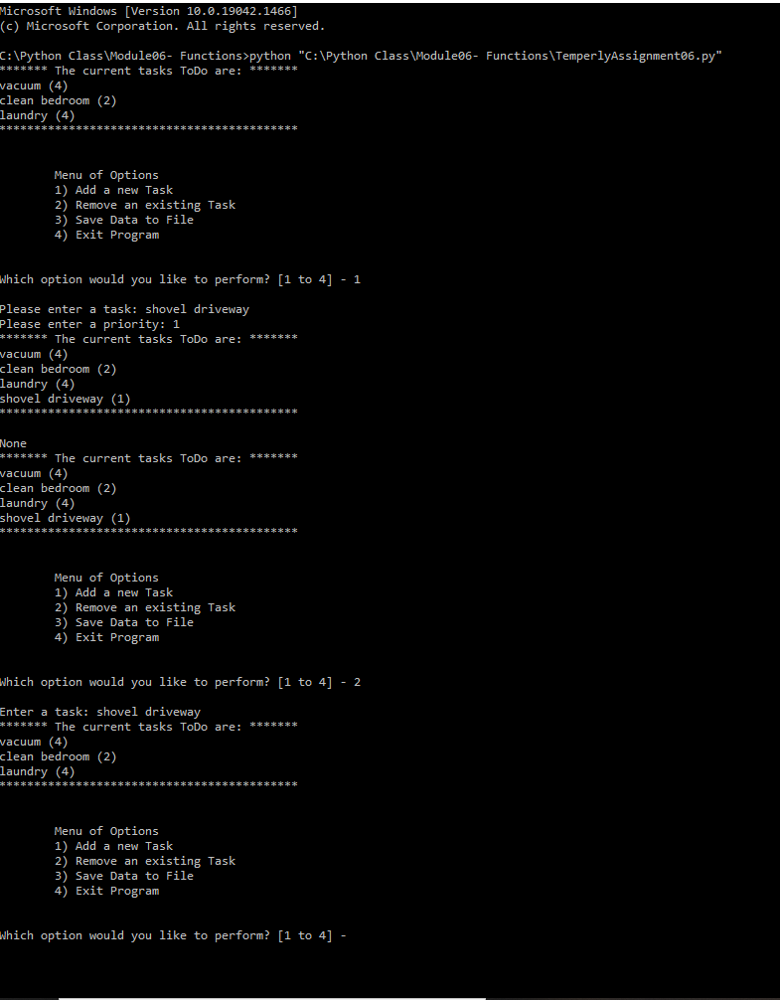 Microsoft Windows [Version 10.0.19042.1466]
(c) Microsoft Corporation. All rights reserved.
C:\Python Class\Module06- Functions>python "C:\Python Class\Module06- Functions\TemperlyAssignment06.py"
******* The current tasks ToDo are: *******
vacuum (4)
clean bedroom (2)
laundry (4)
*******************************************
Menu of Options
1) Add a new Task
2) Remove an existing Task
3) Save Data to File
4) Exit Program
Which option would you like to perform? [1 to 4] - 1
Please enter a task: shovel driveway
Please enter a priority: 1
******* The current tasks ToDo are: *******
vacuum (4)
clean bedroom (2)
laundry (4)
shovel driveway (1)
*******************************************
None
******* The current tasks ToDo are: *******
vacuum (4)
clean bedroom (2)
laundry (4)
shovel driveway (1)
*******************************************
Menu of Options
1) Add a new Task
2) Remove an existing Task
3) Save Data to File
4) Exit Program
Which option would you like to perform? [1 to 4] - 2
Enter a task: shovel driveway
******* The current tasks ToDo are: *******
vacuum (4)
clean bedroom (2)
laundry (4)
*******************************************
Menu of Options
1) Add a new Task
2) Remove an existing Task
3) Save Data to File
4) Exit Program
Which option would you like to perform? [1 to 4] -